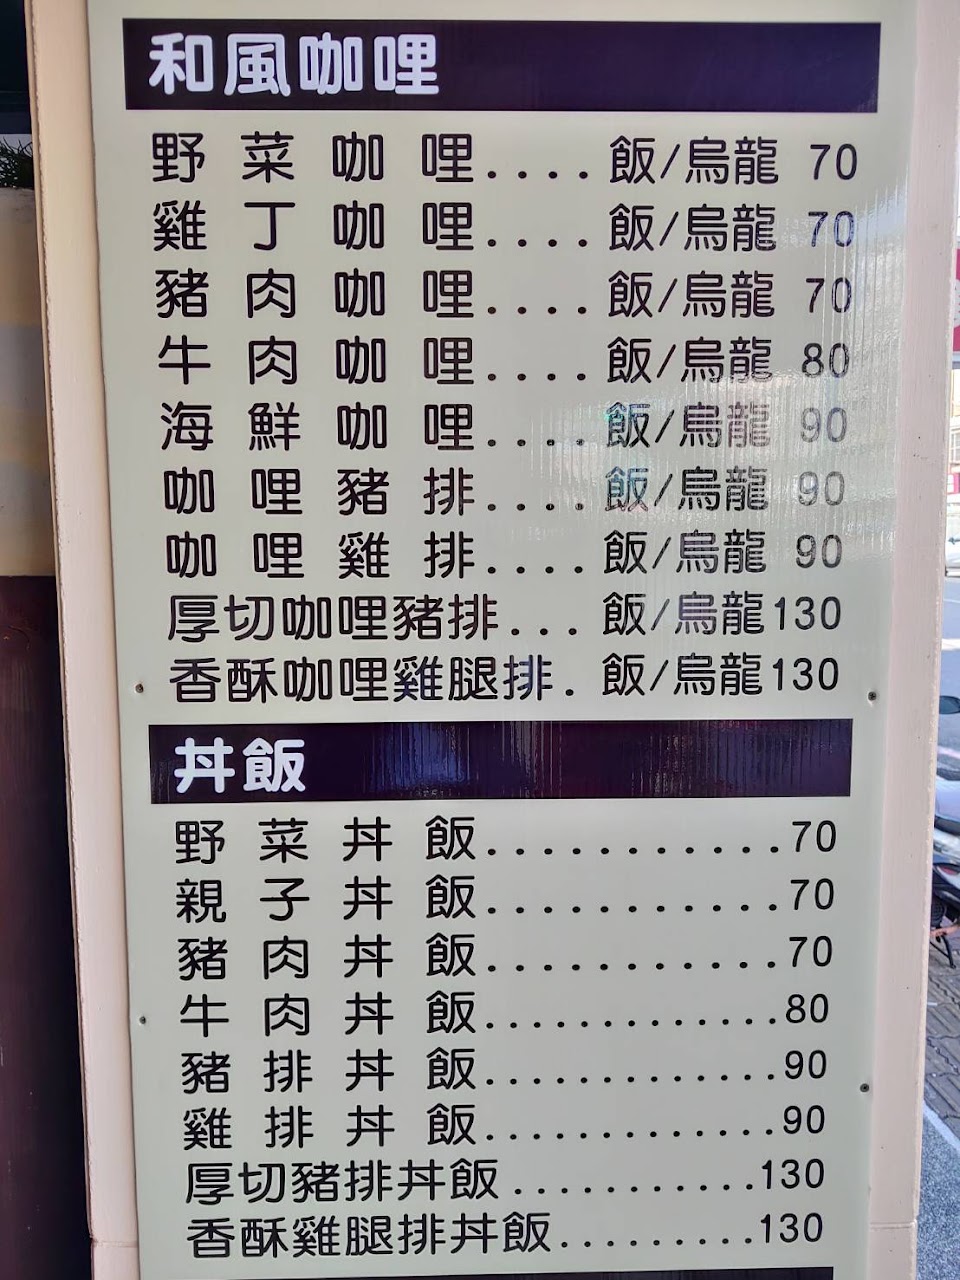 和風咖哩
野菜咖哩....飯/烏龍 70
雞丁咖哩....飯/烏龍 70
豬肉咖哩....飯/烏龍 70
牛肉咖哩....飯/烏龍 80
海鮮咖哩....飯/烏龍 90
咖哩豬排....飯/烏龍 90
咖哩雞排....飯/烏龍 90
厚切咖哩豬排...飯/烏龍130
香酥咖哩雞腿排.飯/烏龍130
丼飯
野菜丼飯............70
親子丼飯............70
豬肉丼飯............70
牛肉丼飯.............80
豬排丼飯.............90
雞排丼飯.............90
厚切豬排丼飯...........130
香酥雞腿排丼飯.........130